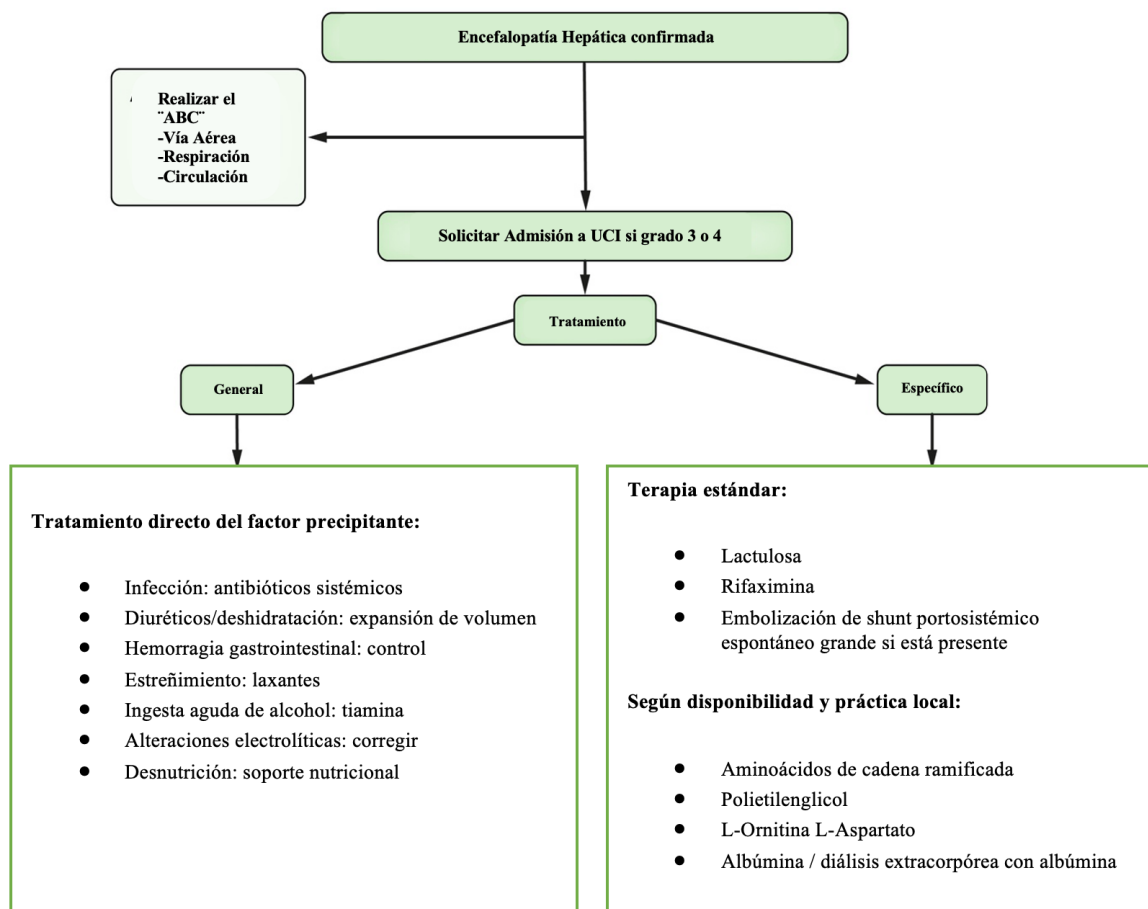 Encefalopatía Hepática confirmada
Realizar el
¨ABC¨
-Vía Aérea
-Respiración
-Circulación
Solicitar Admisión a UCI si grado 3 o 4
Tratamiento
General
Específico
Tratamiento directo del factor precipitante:
● Infección: antibióticos sistémicos
● Diuréticos/deshidratación: expansión de volumen
● Hemorragia gastrointestinal: control
● Estreñimiento: laxantes
● Ingesta aguda de alcohol: tiamina
● Alteraciones electrolíticas: corregir
● Desnutrición: soporte nutricional
Terapia estándar:
● Lactulosa
● Rifaximina
● Embolización de shunt portosistémico
espontáneo grande si está presente
Según disponibilidad y práctica local:
● Aminoácidos de cadena ramificada
● Polietilenglicol
● L-Ornitina L-Aspartato
● Albúmina / diálisis extracorpórea con albúmina